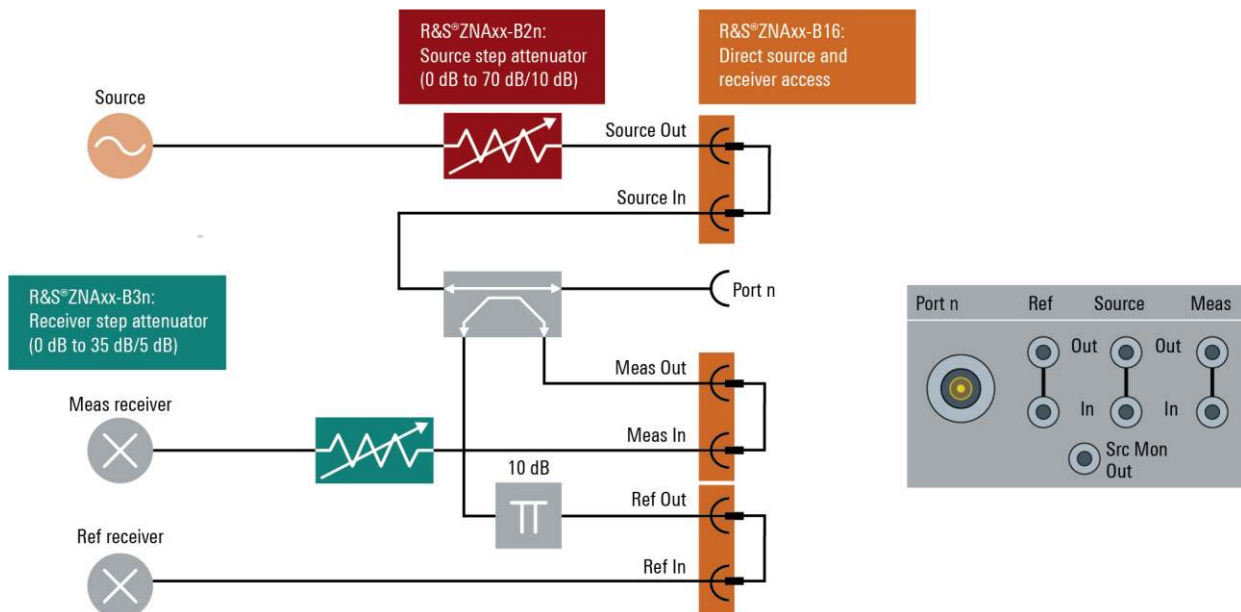 R&S®ZNAxx-B2n:
Source step attenuator
(0 dB to 70 dB/10 dB)
R&S®ZNAxx-B16:
Direct source and
receiver access
Source
Source Out
Source In
R&S®ZNAxx-B3n:
Receiver step attenuator
(0 dB to 35 dB/5 dB)
Port n
Meas Out
Meas receiver
Meas In
10 dB
Ref Out
Ref receiver
Ref In
Port n Ref Source Meas
Out Out
In In
Src Mon
Out